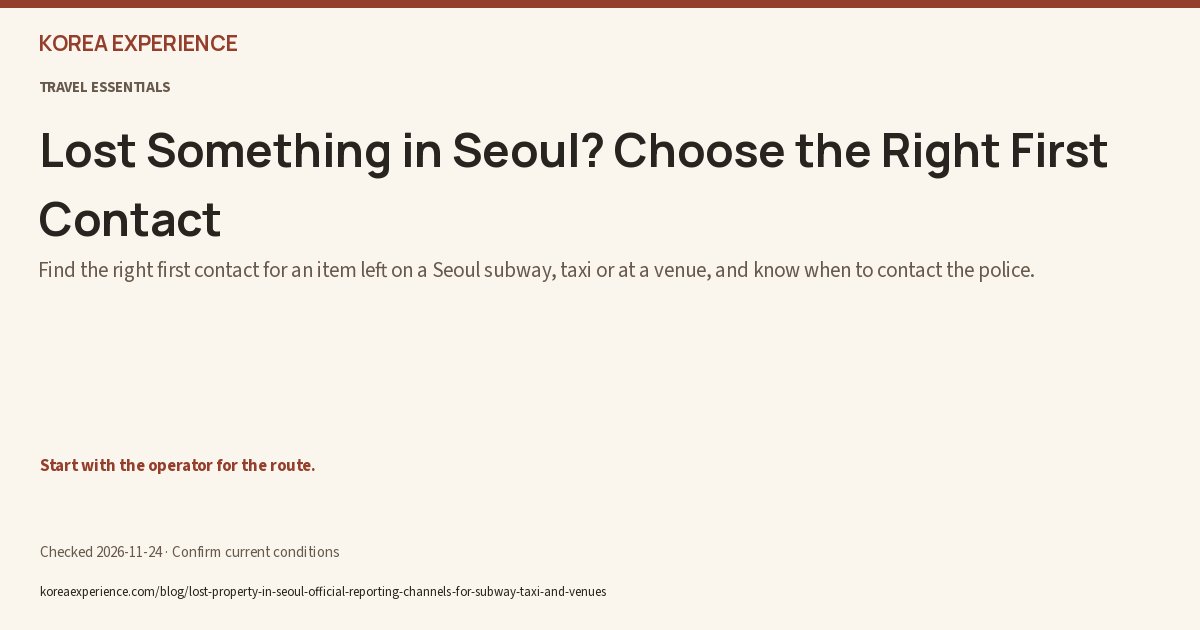 KOREA EXPERIENCE
TRAVEL ESSENTIALS
Lost Something in Seoul? Choose the Right First
Contact
Find the right first contact for an item left on a Seoul subway, taxi or at a venue, and know when to contact the police.
Start with the operator for the route.
Checked 2026-11-24 · Confirm current conditions
koreaexperience.com/blog/lost-property-in-seoul-official-reporting-channels-for-subway-taxi-and-venues